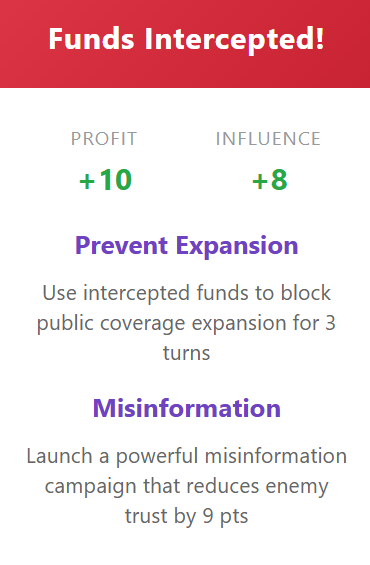 Funds Intercepted!
PROFIT
INFLUENCE
+10
+8
Prevent Expansion
Use intercepted funds to block
public coverage expansion for 3
turns
Misinformation
Launch a powerful misinformation
campaign that reduces enemy
trust by 9 pts